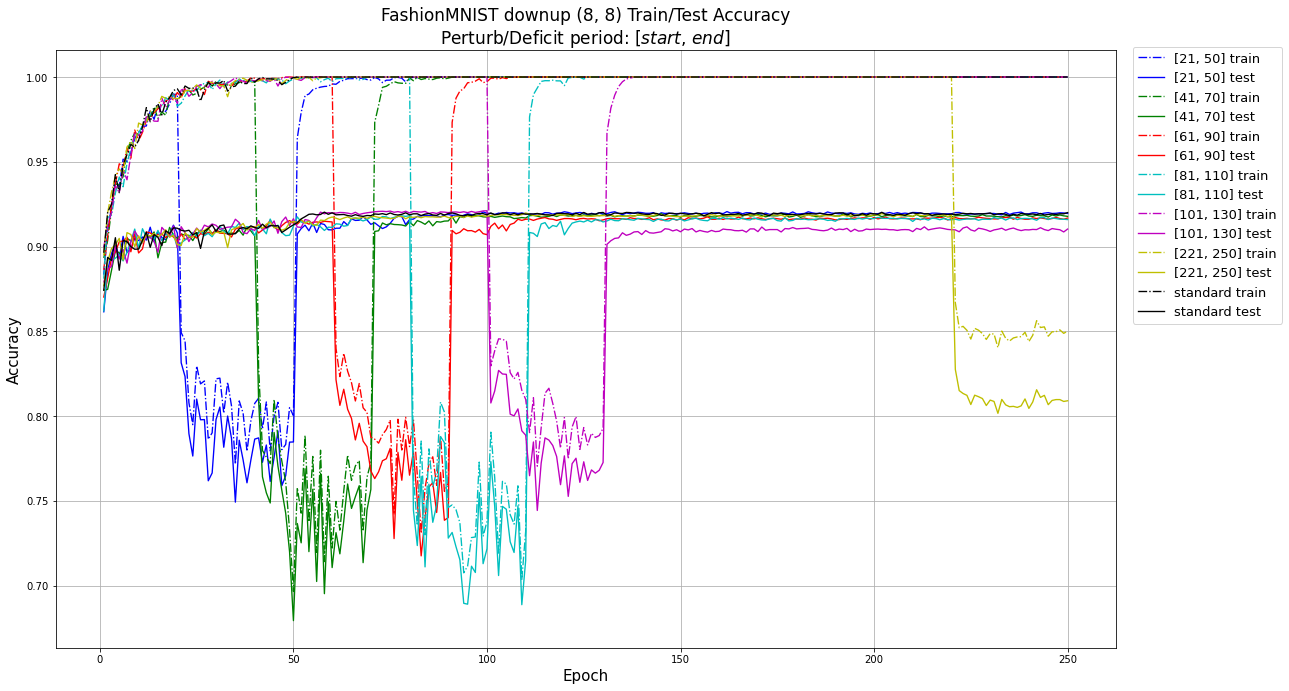 FashionMNIST downup (8, 8) Train/Test Accuracy
Perturb/Deficit period: [start, end]
Accuracy
1.00
0.95
0.90
0.85
0.80
0.75
0.70
0
50
100
150
200
250
Epoch
[21, 50] train
[21, 50] test
[41, 70] train
[41, 70] test
[61, 90] train
[61, 90] test
[81, 110] train
[81, 110] test
[101, 130] train
[101, 130] test
[221, 250] train
[221, 250] test
standard train
standard test